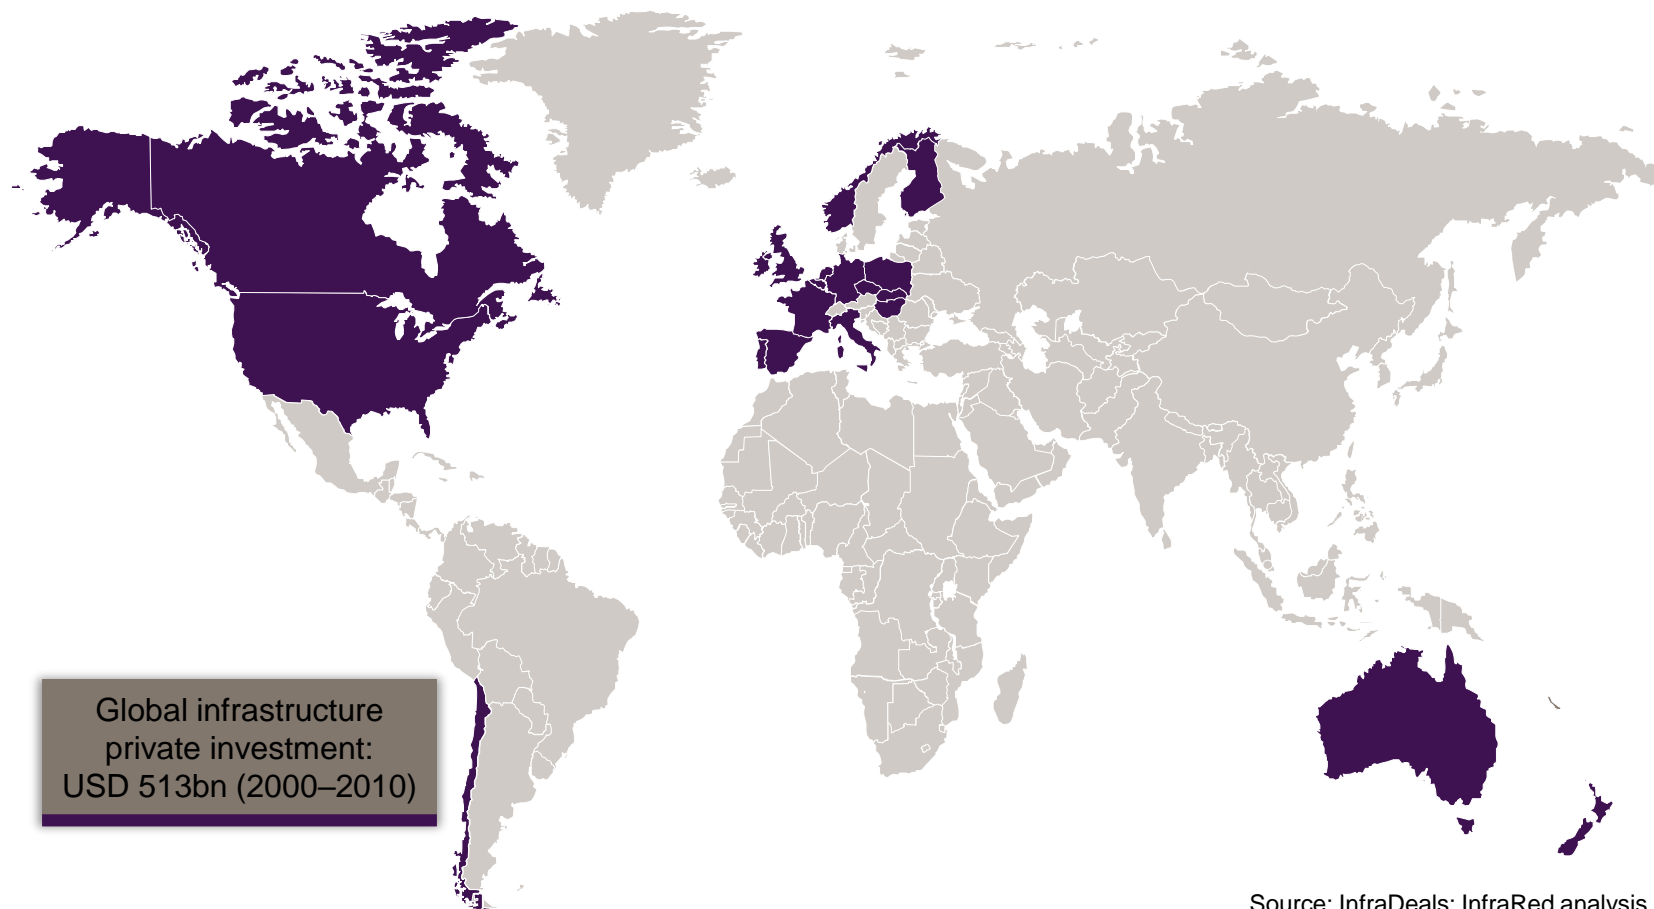 Global infrastructure
private investment:
USD 513bn (2000–2010)
Source: InfraDeals; InfraRed analysis